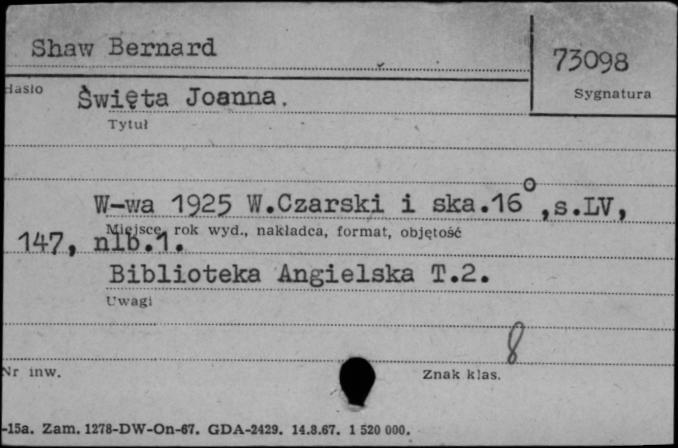 Shaw Bernard
73098
Hasło
Sygnatura
Święta Joanna.
Tytuł
W-wa 1925 W.Czarski i ska.16°,s.LV,
Miejsce, rok wyd., nakładca, format, objętość
147, nlb.1.
Biblioteka Angielska T.2.
Uwagi
8
Nr inw.
Znak klas.
-15a. Zam. 1278-DW-On-67. GDA-2429. 14.8.67. 1 520 000.